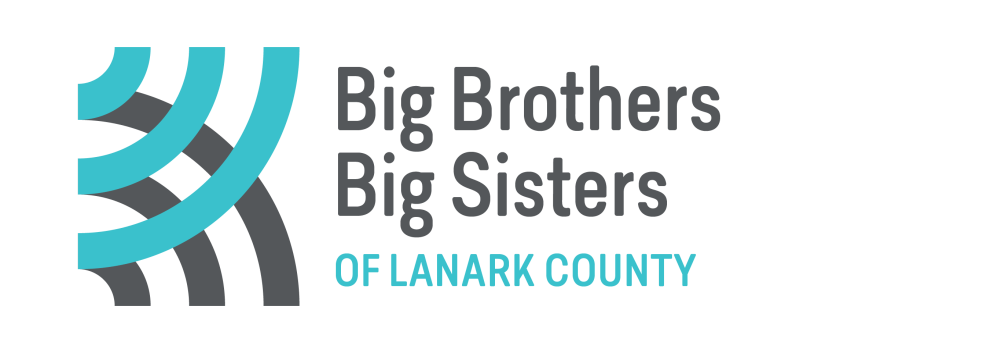 Big Brothers
Big Sisters
OF LANARK COUNTY